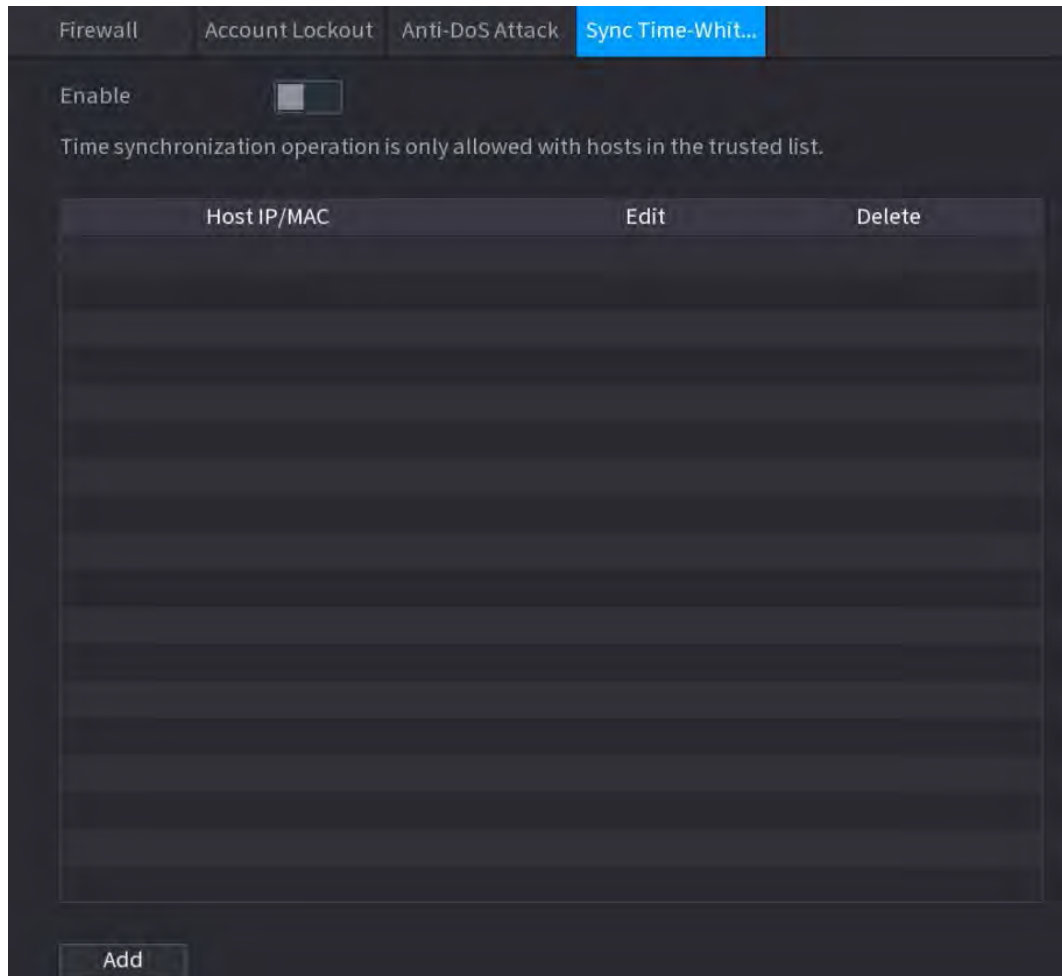 Firewall Account Lockout Anti-DoS Attack Sync Time-Whit...
Enable
Time synchronization operation is only allowed with hosts in the trusted list.
Host IP/MAC Edit Delete
Add